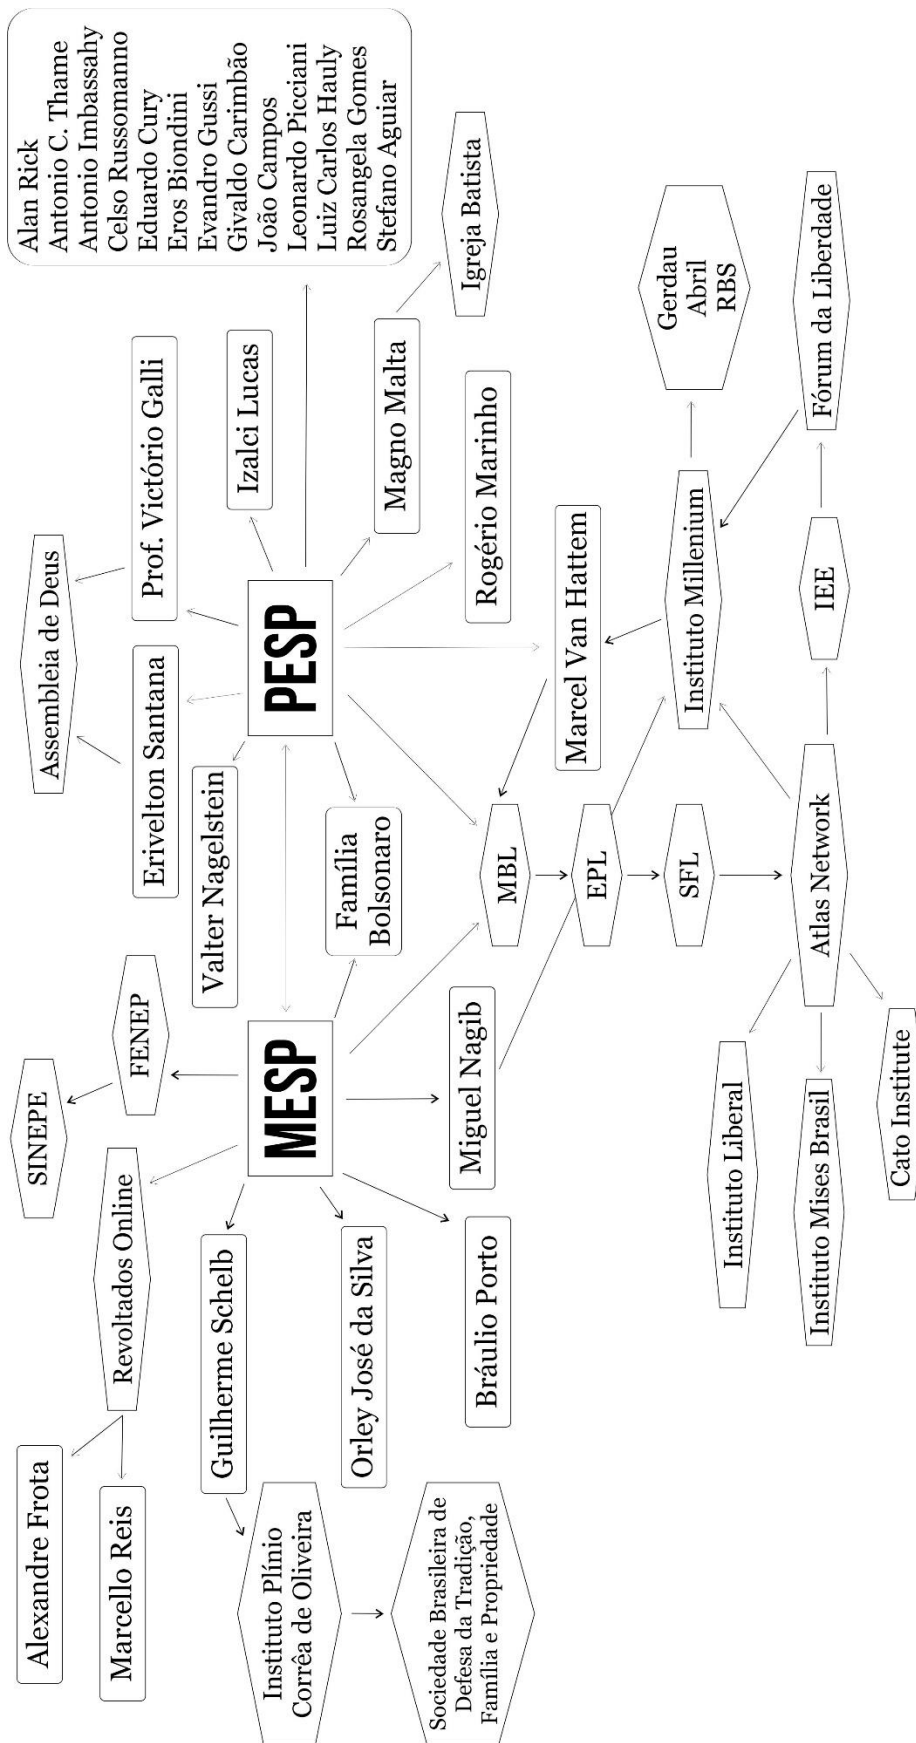 Alexandre Frota
Marcello Reis
Revoltados Online
SINEPE
FENEP
Assembleia de Deus
Erivelton Santana
Prof. Victório Galli
Valter Nagelstein
Izalci Lucas
Alan Rick
Antonio C. Thame
Antonio Imbassahy
Celso Russomanno
Eduardo Cury
Eros Biondini
Evandro Gussi
Givaldo Carimbão
João Campos
Leonardo Picciani
Luiz Carlos Hauly
Rosangela Gomes
Stefano Aguiar
Guilherme Schelb
MESP
PESP
Família
Bolsonaro
Magno Malta
Igreja Batista
Instituto Plínio
Corrêa de Oliveira
Orley José da Silva
Sociedade Brasileira de
Defesa da Tradição,
Família e Propriedade
Bráulio Porto
Miguel Nagib
MBL
Rogério Marinho
Marcel Van Hattem
EPL
SFL
Instituto Millenium
Gerdau
Abril
RBS
Instituto Liberal
Instituto Mises Brasil
Cato Institute
Atlas Network
IEE
Fórum da Liberdade